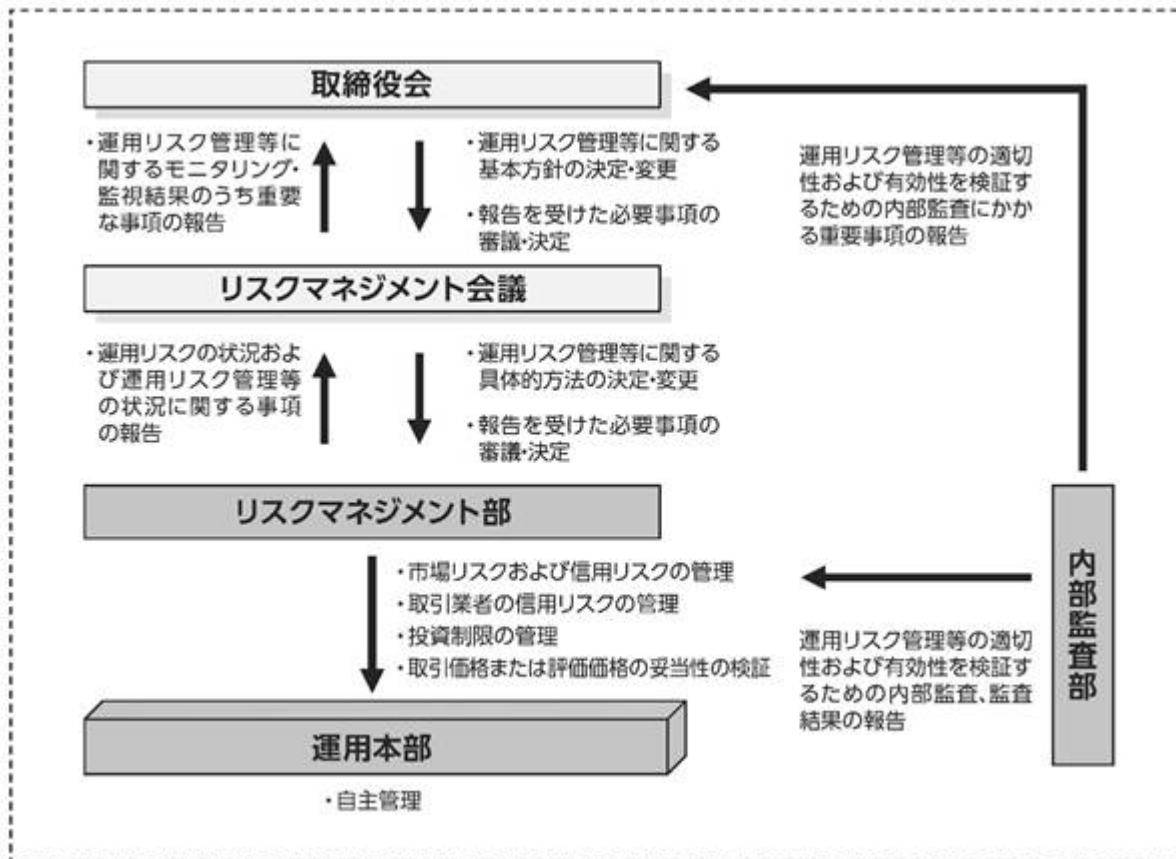 取締役会
・運用リスク管理等に
関するモニタリング・
監視結果のうち重要
な事項の報告
・運用リスク管理等に関する
基本方針の決定・変更
・報告を受けた必要事項の
審議・決定
運用リスク管理等の適切
性および有効性を検証す
るための内部監査にかか
る重要事項の報告
リスクマネジメント会議
・運用リスクの状況およ
び運用リスク管理等
の状況に関する事項
の報告
・運用リスク管理等に関する
具体的方法の決定・変更
・報告を受けた必要事項の
審議・決定
リスクマネジメント部
・市場リスクおよび信用リスクの管理
・取引業者の信用リスクの管理
・投資制限の管理
・取引価格または評価価格の妥当性の検証
運用リスク管理等の適切
性および有効性を検証す
るための内部監査、監査
結果の報告
内部監査部
運用本部
・自主管理